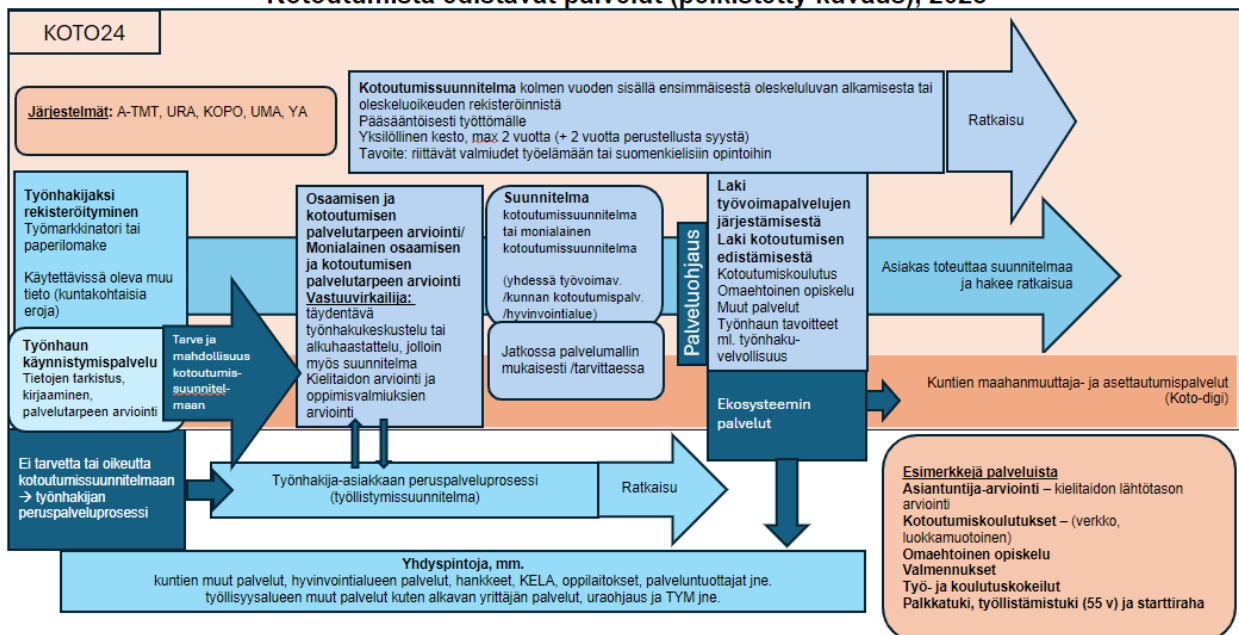 Kotoutumista edistävät palvelut (pelkistetty kuvaus), 2025
KOTO24
Järjestelmät: A-TMT, URA, KOPO, UMA, YA
Kotoutumissuunnitelma kolmen vuoden sisällä ensimmäisestä oleskeluluvan alkamisesta tai
oleskeluoikeuden rekisteröinnistä
Pääsääntöisesti työttömälle
Yksilöllinen kesto, max 2 vuotta (+ 2 vuotta perustellusta syystä)
Tavoite: riittävät valmiudet työelämään tai suomenkielisiin opintoihin
Ratkaisu
Työnhakijaksi
rekisteröityminen
Työmarkkinatori tai
paperilomake
Käytettävissä oleva muu
tieto (kuntakohtaisia
eroja)
Työnhaun
käynnistymispalvelu
Tietojen tarkistus,
kirjaaminen,
palvelutarpeen arviointi
Tarve ja
mahdollisuus
kotoutumis-
suunnitel-
maan
Osaamisen ja
kotoutumisen
palvelutarpeen arviointi/
Monialainen osaamisen
ja kotoutumisen
palvelutarpeen arviointi
Vastuuvirkailija:
täydentävä
työnhakukeskustelu tai
alkuhaastattelu, jolloin
myös suunnitelma
Kielitaidon arviointi ja
oppimisvalmiuksien
arviointi
Suunnitelma
kotoutumissuunnitelma
tai monialainen
kotoutumissuunnitelma
(yhdessä työvoimav.
/kunnan kotoutumispalv.
/hyvinvointialue)
Jatkossa palvelumallin
mukaisesti /tarvittaessa
Palveluohjaus
Laki
työvoimapalvelujen
järjestämisestä
Laki kotoutumisen
edistämisestä
Kotoutumiskoulutus
Omaehtoinen opiskelu
Muut palvelut
Työnhaun tavoitteet
ml. työnhaku-
velvollisuus
Asiakas toteuttaa suunnitelmaa
ja hakee ratkaisua
Ekosysteemin
palvelut
Kuntien maahanmuuttaja- ja asettautumispalvelut
(Koto-digi)
Ei tarvetta tai oikeutta
kotoutumissuunnitelmaan
→ työnhakijan
peruspalveluprosessi
Työnhakija-asiakkaan peruspalveluprosessi
(työllistymissuunnitelma)
Ratkaisu
Yhdyspintoja, mm.
kuntien muut palvelut, hyvinvointialueen palvelut, hankkeet, KELA, oppilaitokset, palveluntuottajat jne.
työllisyysalueen muut palvelut kuten alkavan yrittäjän palvelut, uraohjaus ja TYM jne.
Esimerkkejä palveluista
Asiantuntija-arviointi – kielitaidon lähtötason
arviointi
Kotoutumiskoulutukset – (verkko,
luokkamuotoinen)
Omaehtoinen opiskelu
Valmennukset
Työ- ja koulutuskokeilut
Palkkatuki, työllistämistuki (55 v) ja starttiraha